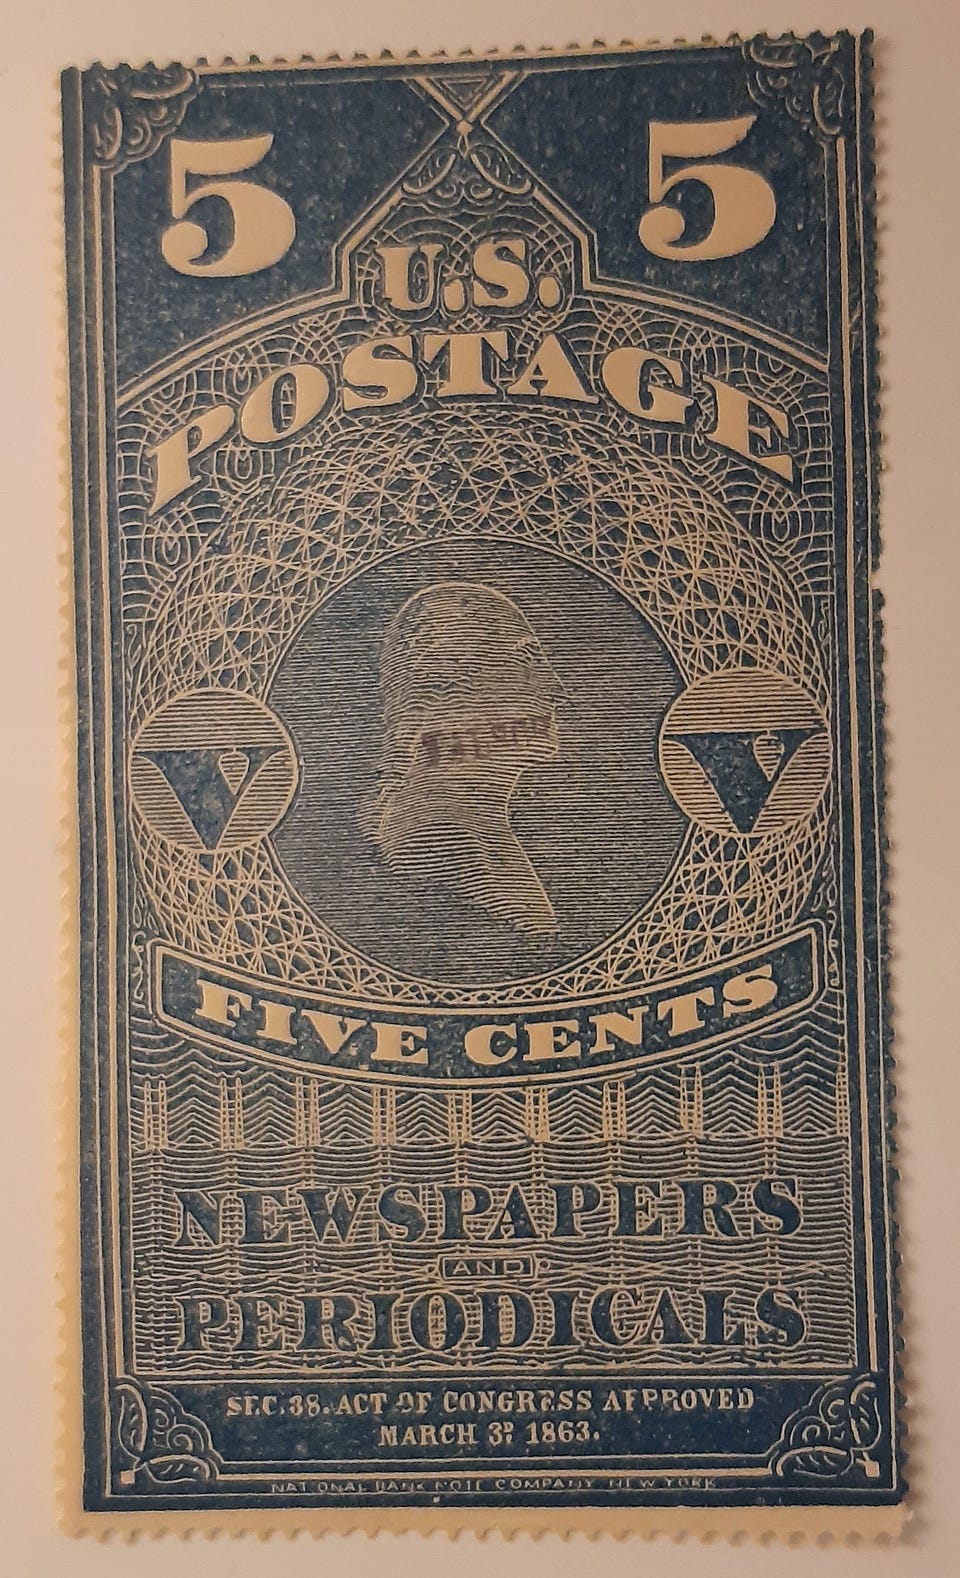 5 5
U.S.
POSTAGE
V V
FIVE CENTS
NEWSPAPERS
AND
PERIODICALS
SEC. 38. ACT OF CONGRESS APPROVED
MARCH 3D 1863.
NATIONAL BANK NOTE COMPANY NEW YORK